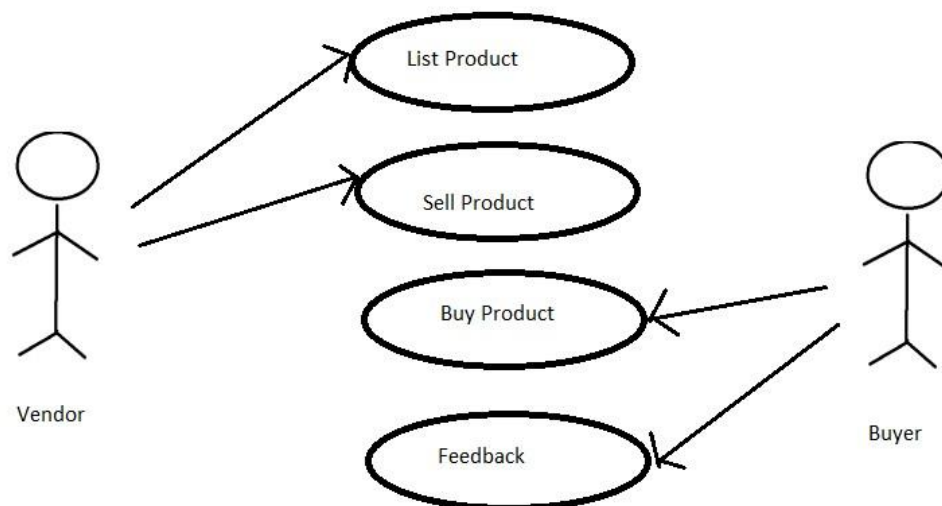 List Product
Sell Product
Buy Product
Vendor
Buyer
Feedback